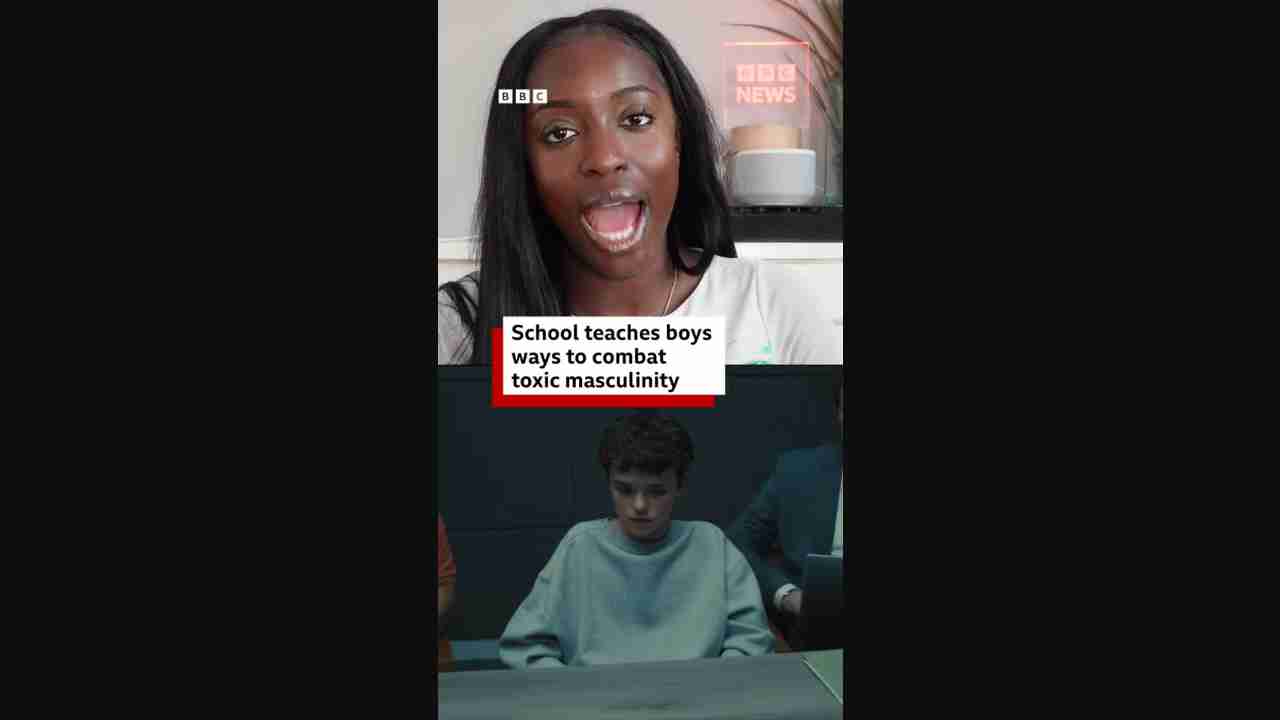 BBC
NEWS
BBC
School teaches boys
ways to combat
toxic masculinity